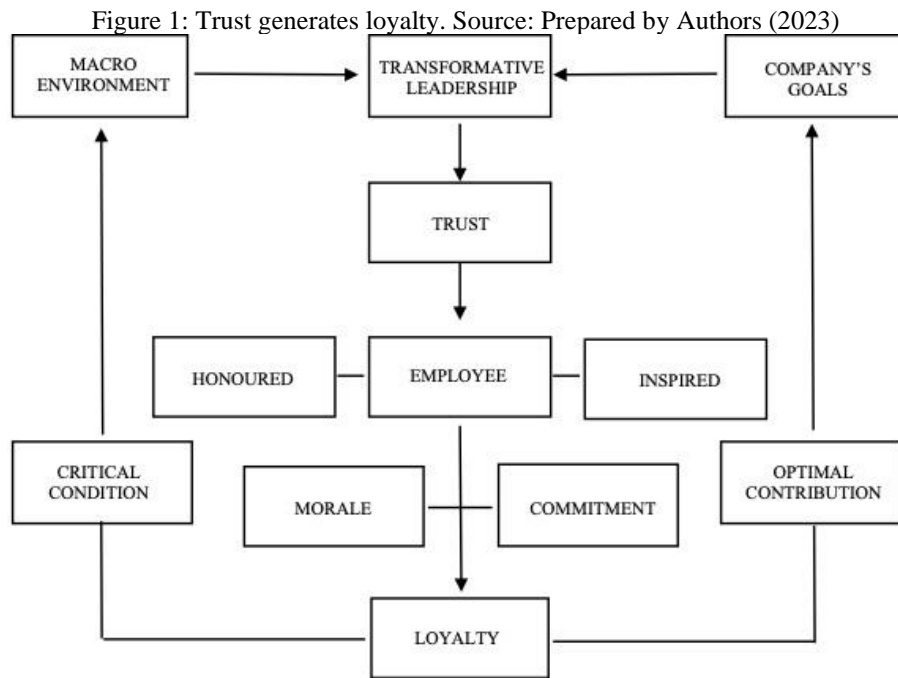 Figure 1: Trust generates loyalty. Source: Prepared by Authors (2023)
MACRO
ENVIRONMENT
TRANSFORMATIVE
LEADERSHIP
COMPANY’S
GOALS
TRUST
HONOURED
EMPLOYEE
INSPIRED
CRITICAL
CONDITION
MORALE
COMMITMENT
OPTIMAL
CONTRIBUTION
LOYALTY